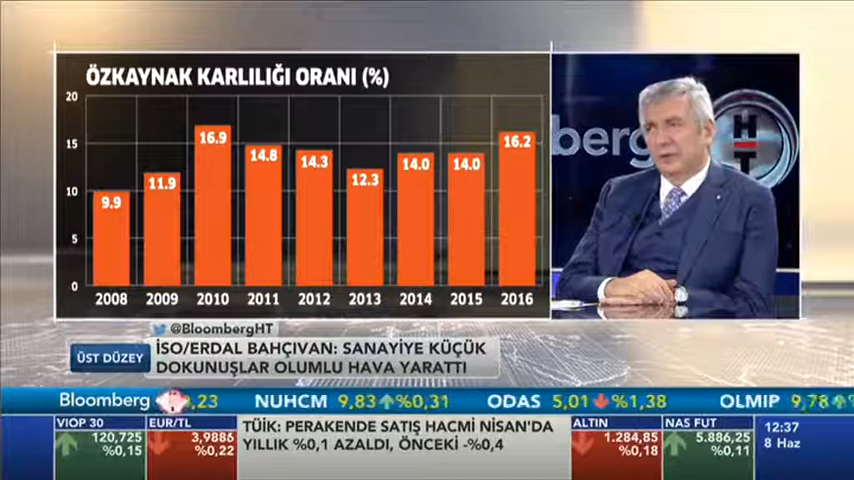 ÖZKAYNAK KARLILIĞI ORANI (%)
20
15
10
5
0
9.9
11.9
16.9
14.8
14.3
12.3
14.0
14.0
16.2
2008 2009 2010 2011 2012 2013 2014 2015 2016
mberg
HT
@BloombergHT
ÜST DÜZEY
İSO/ERDAL BAHÇIVAN: SANAYİYE KÜÇÜK
DOKUNUŞLAR OLUMLU HAVA YARATTI
Bloomberg ,23 NUHCM 9,83 %0,31 ODAS 5,01 %1,38 OLMIP 9,78
VIOP 30
120,725
%0,15
EUR/TL
3,9886
%0,22
TÜİK: PERAKENDE SATIŞ HACMİ NİSAN'DA
YILLIK %0,1 AZALDI, ÖNCEKİ -%0,4
ALTIN
1.284,85
%0,18
NAS FUT
5.886,25
%0,11
12:37
8 Haz